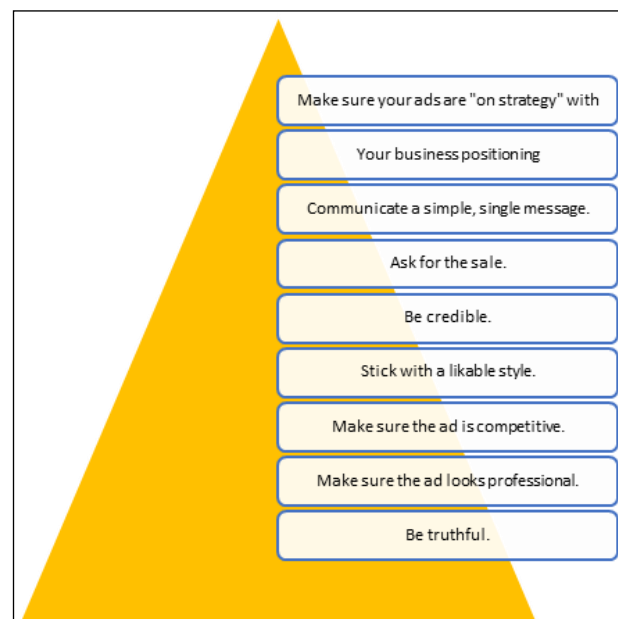 Make sure your ads are "on strategy" with
Your business positioning
Communicate a simple, single message.
Ask for the sale.
Be credible.
Stick with a likable style.
Make sure the ad is competitive.
Make sure the ad looks professional.
Be truthful.